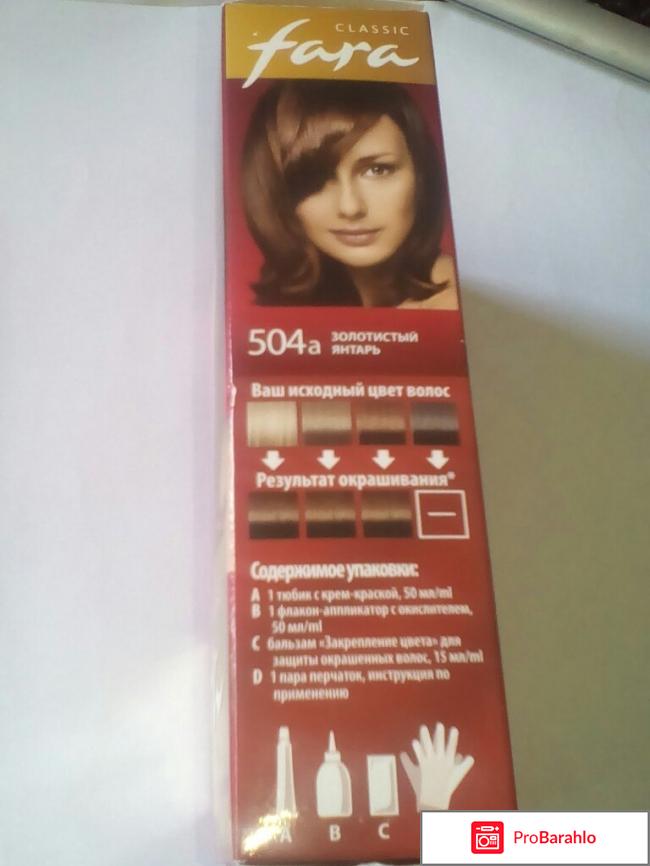 CLASSIC
fara
504а ЗОЛОТИСТЫЙ
ЯНТАРЬ
Ваш исходный цвет волос
Результат окрашивания*
Содержимое упаковки:
A 1 тюбик с крем-краской, 50 мл/ml
B 1 флакон-аппликатор с окислителем,
50 мл/ml
C бальзам «Закрепление цвета» для
защиты окрашенных волос, 15 мл/ml
D 1 пара перчаток, инструкция по
применению
A B C
ProBarahlo